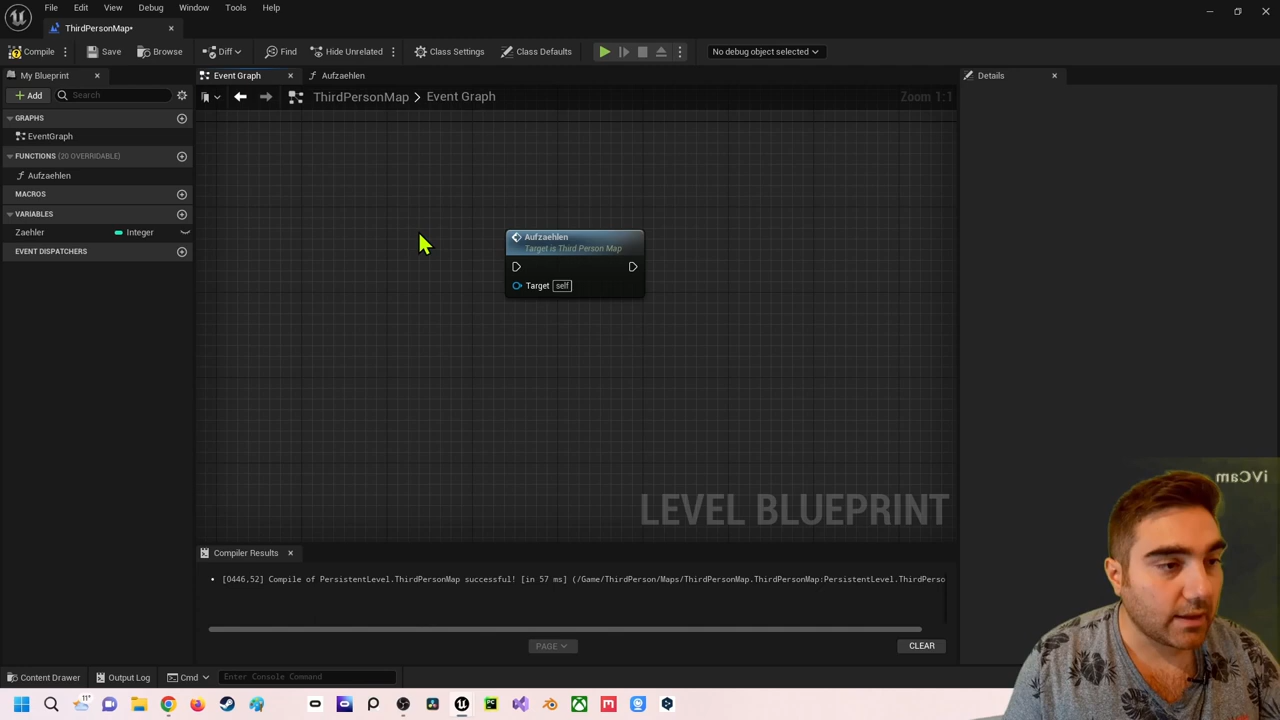 File Edit View Debug Window Tools Help
ThirdPersonMap•
Compile Save Browse Diff Find Hide Unrelated Class Settings Class Defaults No debug object selected
My Blueprint Event Graph Aufzaehlen Details
Add Search ThirdPersonMap > Event Graph Zoom 1:1
GRAPHS
EventGraph
FUNCTIONS (20 OVERRIDABLE)
Aufzaehlen
MACROS
VARIABLES
Zaehler Integer
EVENT DISPATCHERS
Aufzaehlen
Target is Third Person Map
Target self
iVCam
LEVEL BLUEPRINT
Compiler Results
• [0446,52] Compile of PersistentLevel.ThirdPersonMap successful! [in 57 ms] (/Game/ThirdPerson/Maps/ThirdPersonMap.ThirdPersonMap:PersistentLevel.ThirdPerso
PAGE CLEAR
Content Drawer Output Log Cmd Enter Console Command
11°